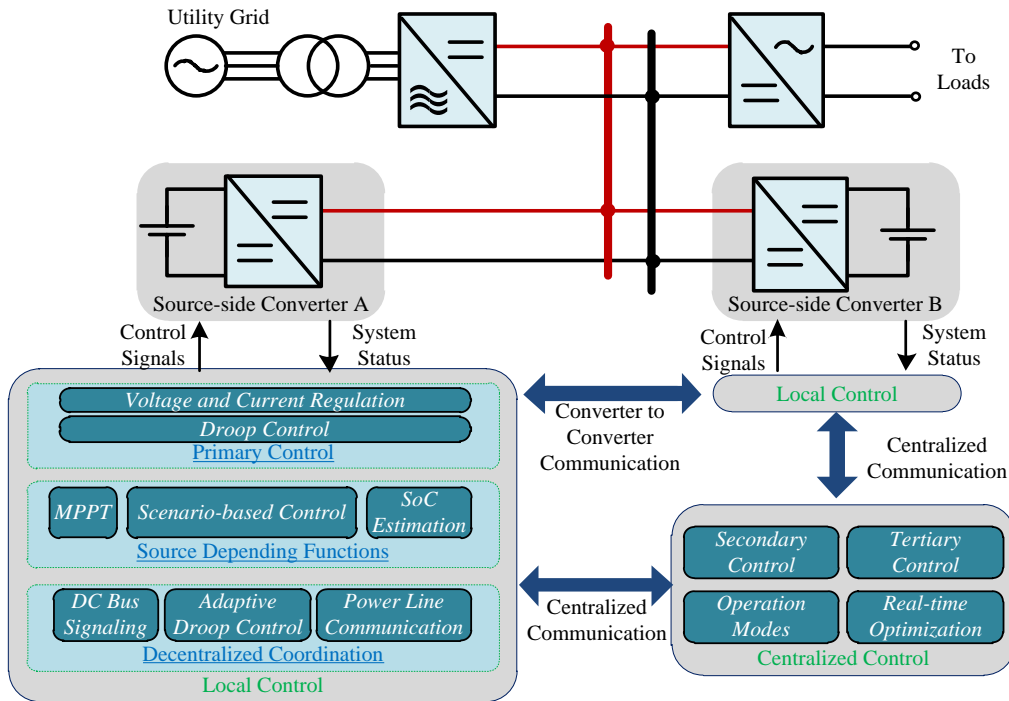 Utility Grid
To
Loads
Source-side Converter A
Source-side Converter B
Control
Signals
System
Status
Control
Signals
System
Status
Voltage and Current Regulation
Droop Control
Primary Control
MPPT
Scenario-based Control
SoC
Estimation
Source Depending Functions
DC Bus
Signaling
Adaptive
Droop Control
Power Line
Communication
Decentralized Coordination
Local Control
Converter to
Converter
Communication
Local Control
Centralized
Communication
Centralized
Communication
Secondary
Control
Tertiary
Control
Operation
Modes
Real-time
Optimization
Centralized Control